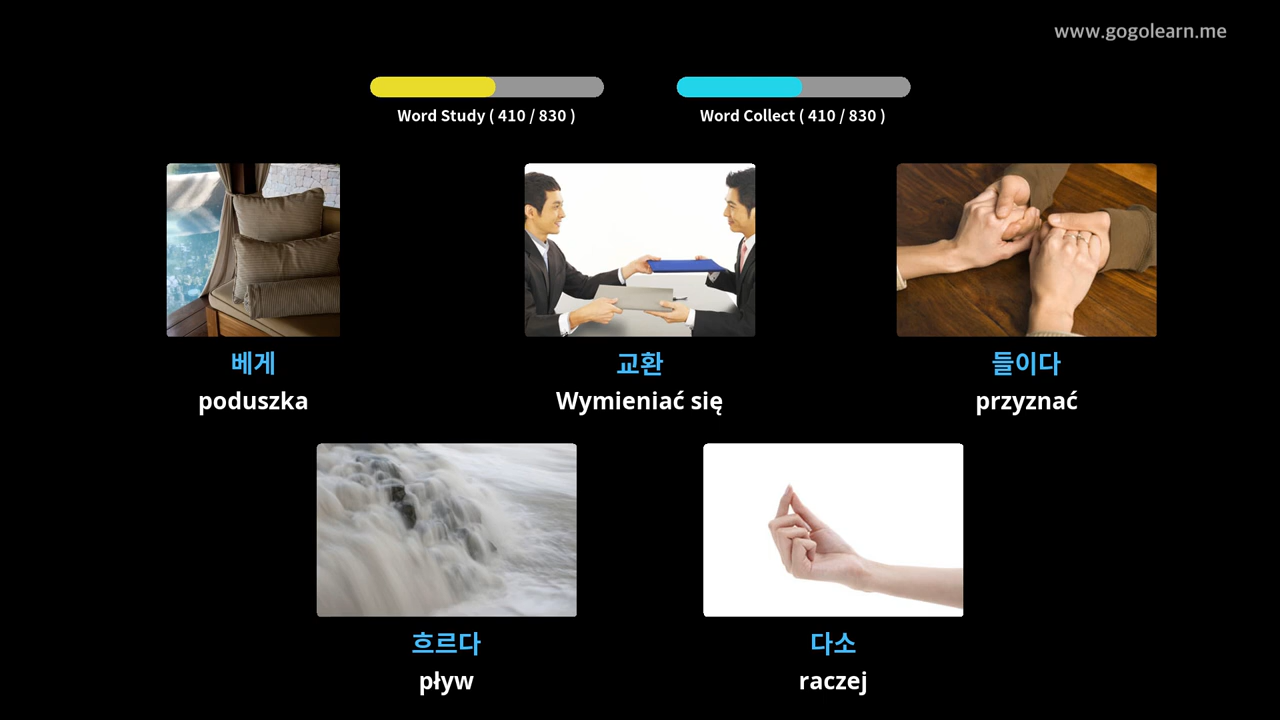 www.gogolearn.me
Word Study ( 410 / 830 )
Word Collect ( 410 / 830 )
베게
poduszka
교환
Wymieniać się
들이다
przyznać
흐르다
pływ
다소
raczej